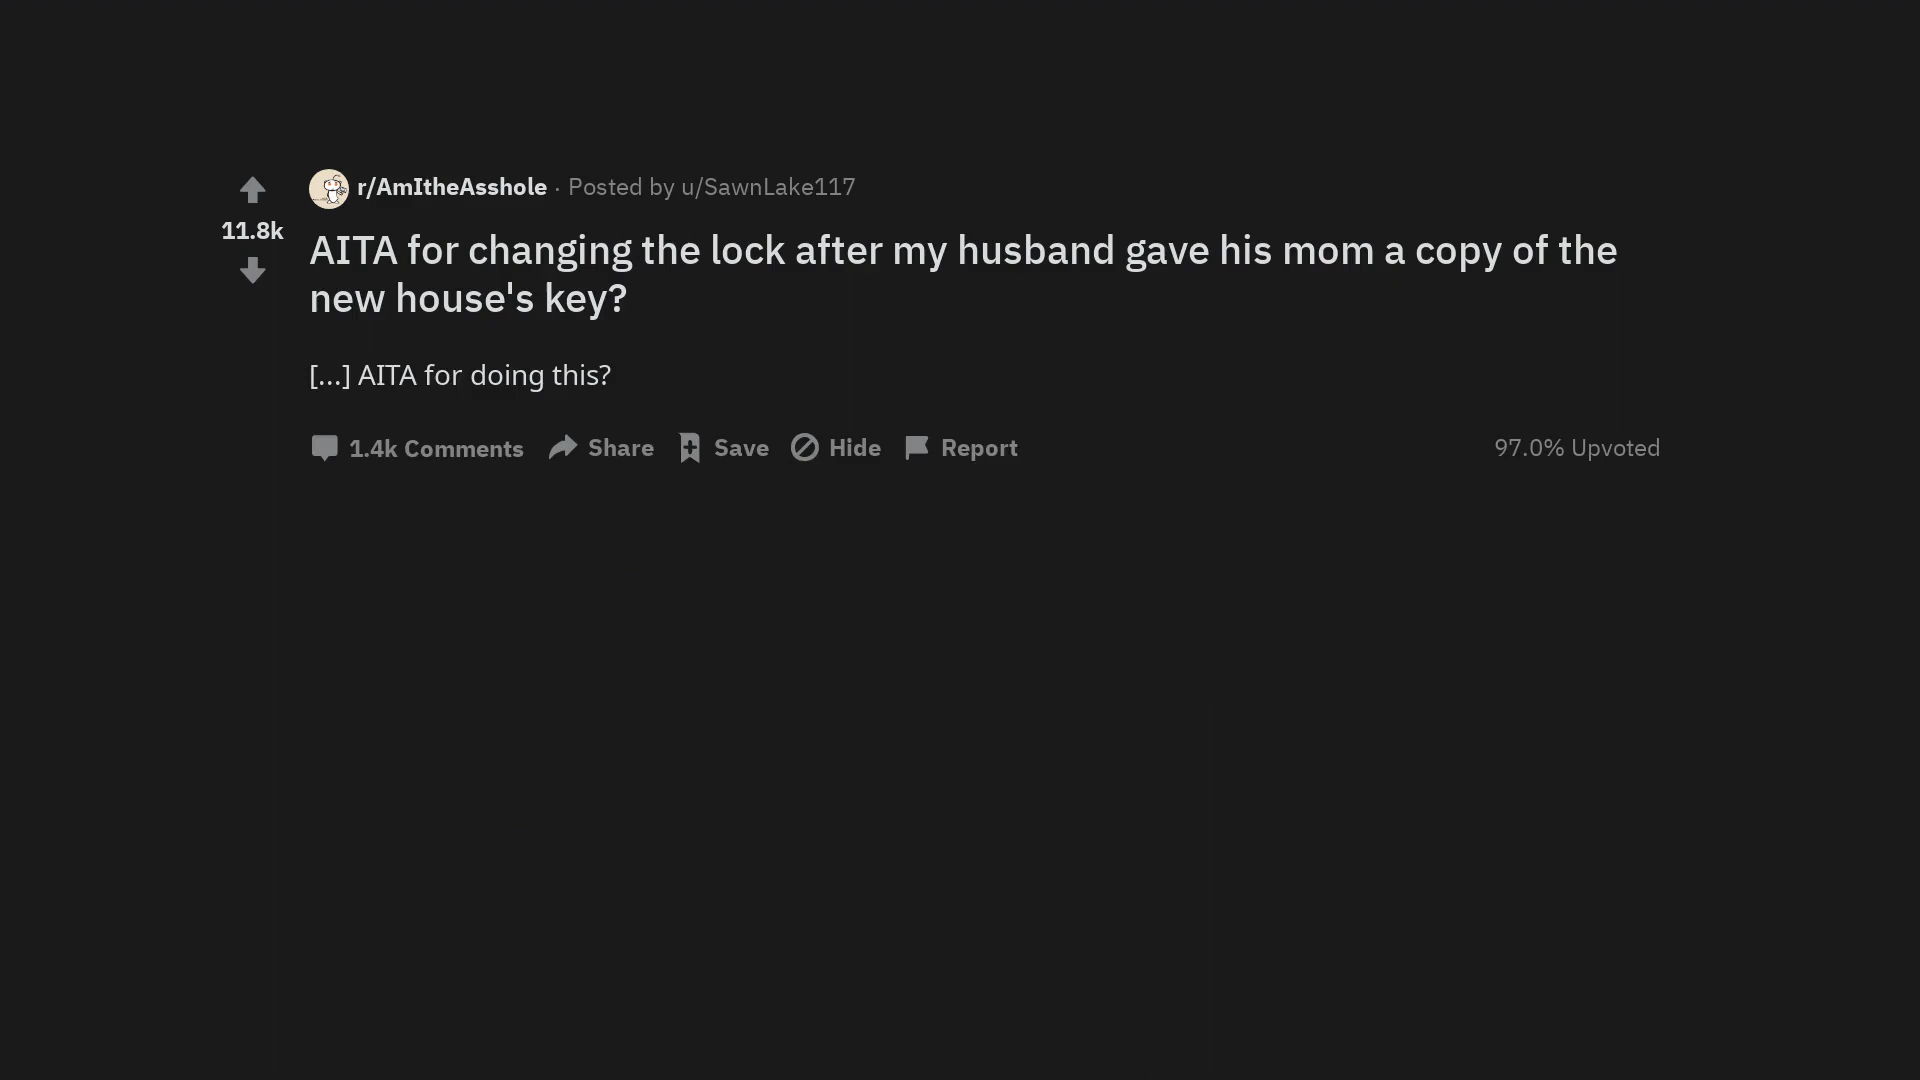 r/AmItheAsshole · Posted by u/SawnLake117
11.8k
AITA for changing the lock after my husband gave his mom a copy of the
new house's key?
[...] AITA for doing this?
1.4k Comments Share Save Hide Report 97.0% Upvoted